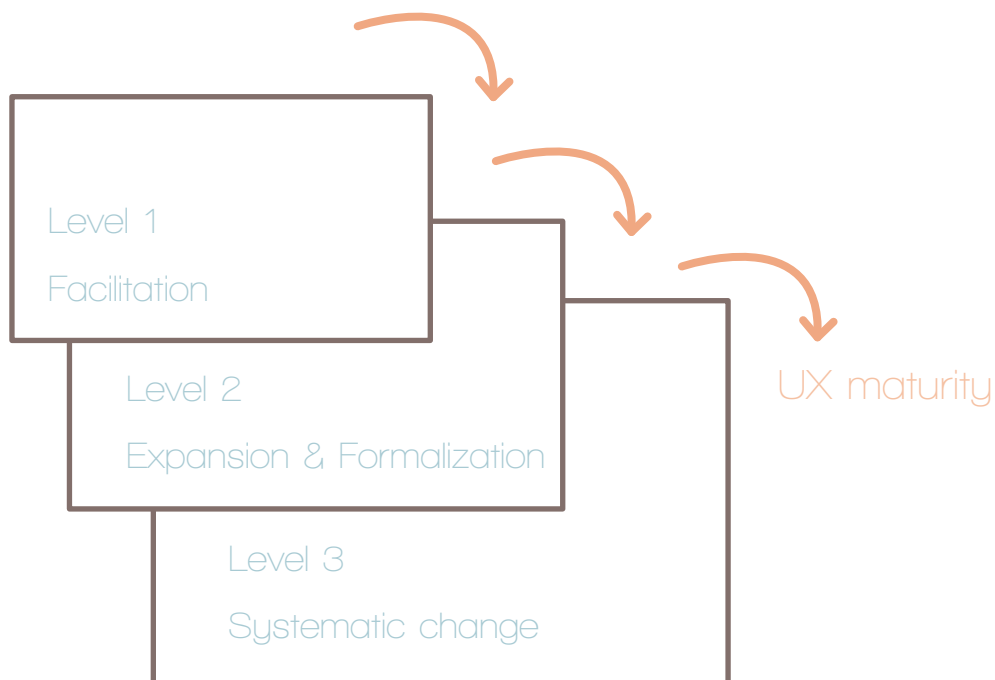 Level 1
Facilitation
Level 2
Expansion & Formalization
Level 3
Systematic change
UX maturity